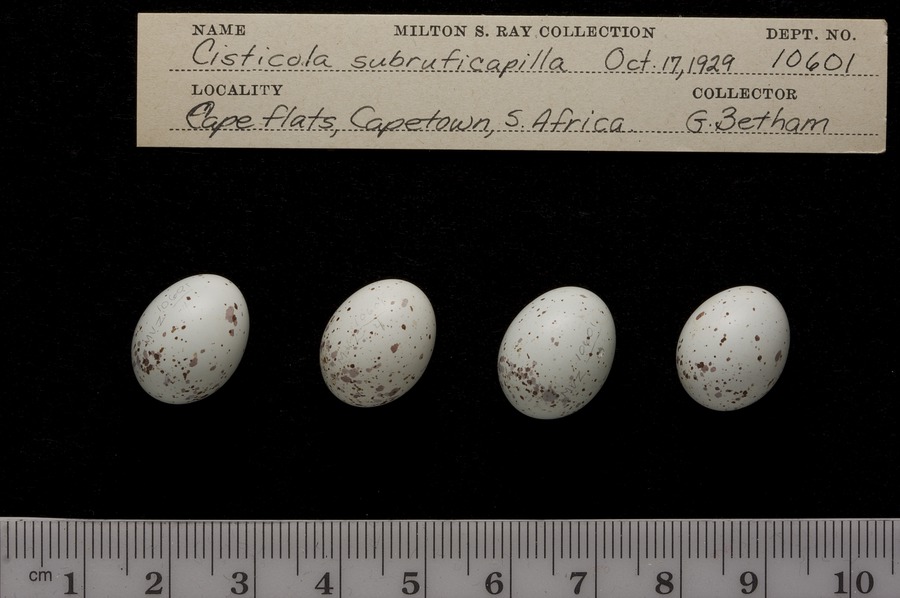 NAME MILTON S. RAY COLLECTION DEPT. NO.
Cisticola subruficapilla Oct. 17, 1929 10601
LOCALITY COLLECTOR
Cape flats, Capetown, S. Africa. G. Betham
10601
cm 1 2 3 4 5 6 7 8 9 10